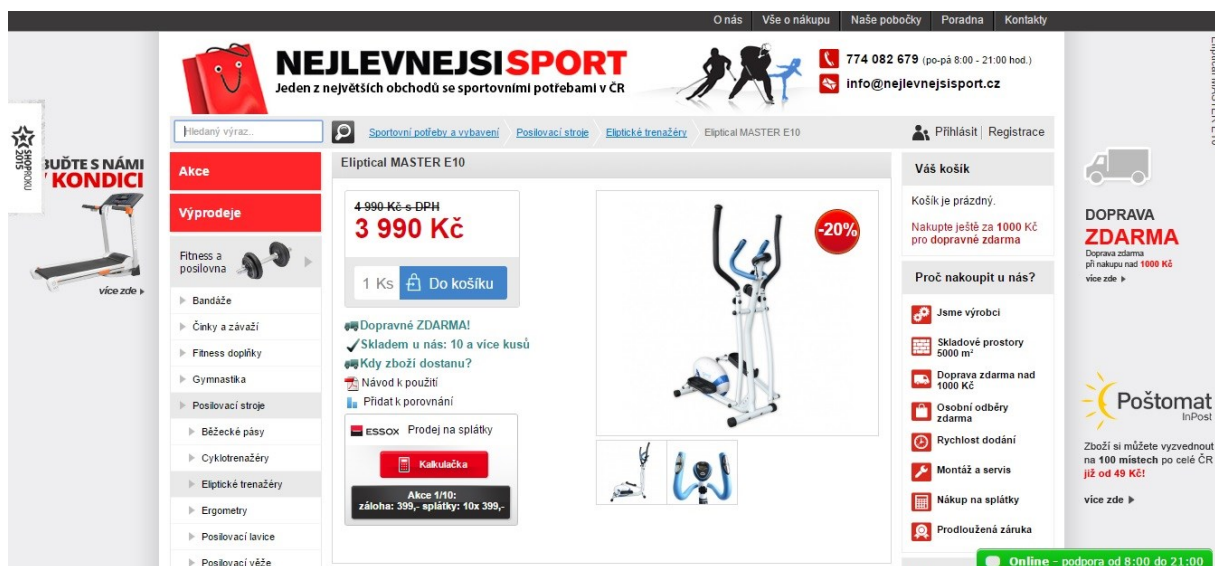 O nás Vše o nákupu Naše pobočky Poradna Kontakty
NEJLEVNEJSISPORT
Jeden z největších obchodů se sportovními potřebami v ČR
774 082 679 (po-pá 8:00 - 21:00 hod.)
info@nejlevnejsisport.cz
Hledaný výraz..
Sportovní potřeby a vybavení Posilovací stroje Eliptické trenažéry Eliptical MASTER E10
Přihlásit | Registrace
SHOPROKU
2015
BUĎTE S NÁMI
V KONDICI
více zde
Akce
Výprodeje
Fitness a
posilovna
Bandáže
Činky a závaží
Fitness doplňky
Gymnastika
Posilovací stroje
Běžecké pásy
Cyklotrenažéry
Eliptické trenažéry
Ergometry
Posilovací lavice
Posilovací věže
Eliptical MASTER E10
4 990 Kč s DPH
3 990 Kč
1 Ks Do košíku
Dopravné ZDARMA!
Skladem u nás: 10 a více kusů
Kdy zboží dostanu?
Návod k použití
Přidat k porovnání
ESSOX Prodej na splátky
Kalkulačka
Akce 1/10:
záloha: 399,- splátky: 10x 399,-
-20%
Váš košík
Košík je prázdný.
Nakupte ještě za 1000 Kč
pro dopravné zdarma
Proč nakoupit u nás?
Jsme výrobci
Skladové prostory
5000 m²
Doprava zdarma nad
1000 Kč
Osobní odběry
zdarma
Rychlost dodání
Montáž a servis
Nákup na splátky
Prodloužená záruka
DOPRAVA
ZDARMA
Doprava zdarma
při nakupu nad 1000 Kč
více zde
Poštomat
InPost
Zboží si můžete vyzvednout
na 100 místech po celé ČR
již od 49 Kč!
více zde
Online - podpora od 8:00 do 21:00